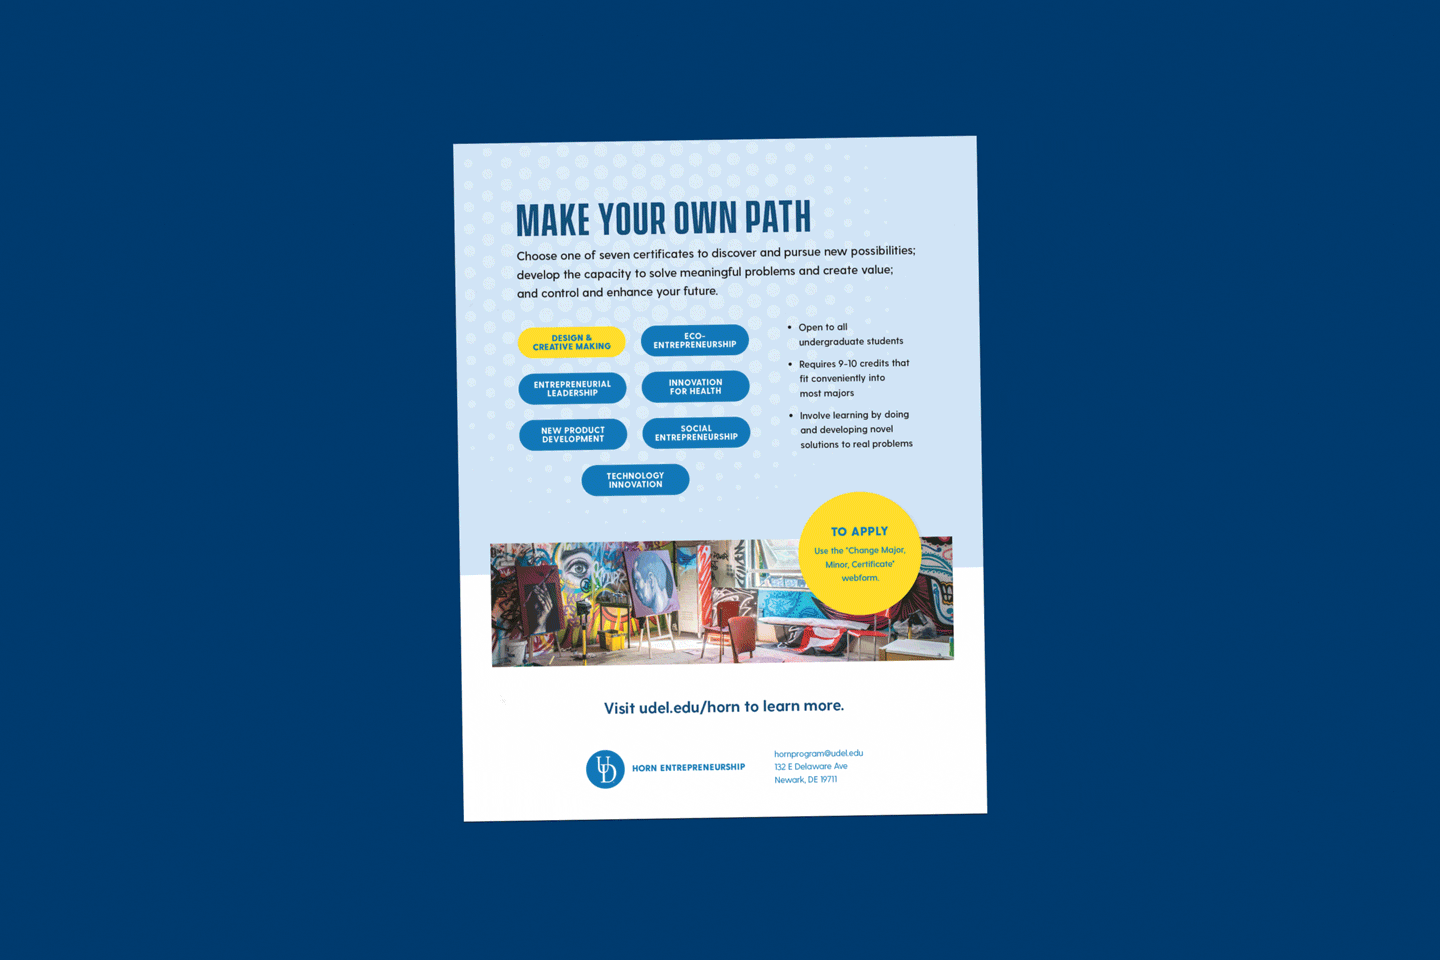 MAKE YOUR OWN PATH
Choose one of seven certificates to discover and pursue new possibilities;
develop the capacity to solve meaningful problems and create value;
and control and enhance your future.
DESIGN &
CREATIVE MAKING
ECO-
ENTREPRENEURSHIP
ENTREPRENEURIAL
LEADERSHIP
INNOVATION
FOR HEALTH
NEW PRODUCT
DEVELOPMENT
SOCIAL
ENTREPRENEURSHIP
TECHNOLOGY
INNOVATION
• Open to all
undergraduate students
• Requires 9-10 credits that
fit conveniently into
most majors
• Involve learning by doing
and developing novel
solutions to real problems
TO APPLY
Use the "Change Major,
Minor, Certificate"
webform.
Visit udel.edu/horn to learn more.
UD
HORN ENTREPRENEURSHIP
hornprogram@udel.edu
132 E Delaware Ave
Newark, DE 19711